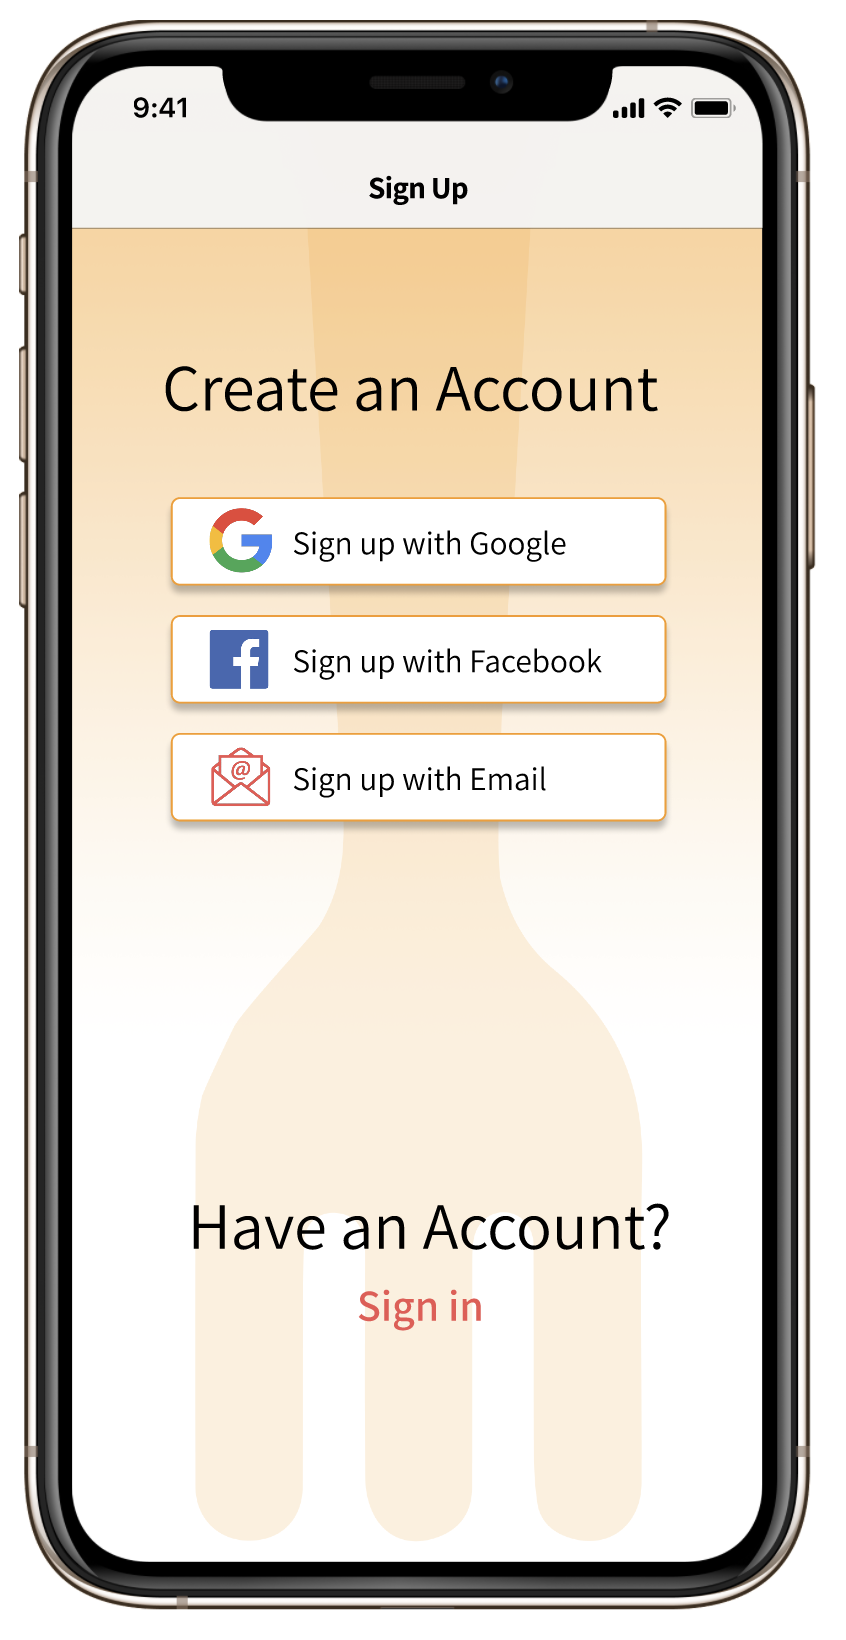 9:41
Sign Up
Create an Account
Sign up with Google
Sign up with Facebook
@
Sign up with Email
Have an Account?
Sign in